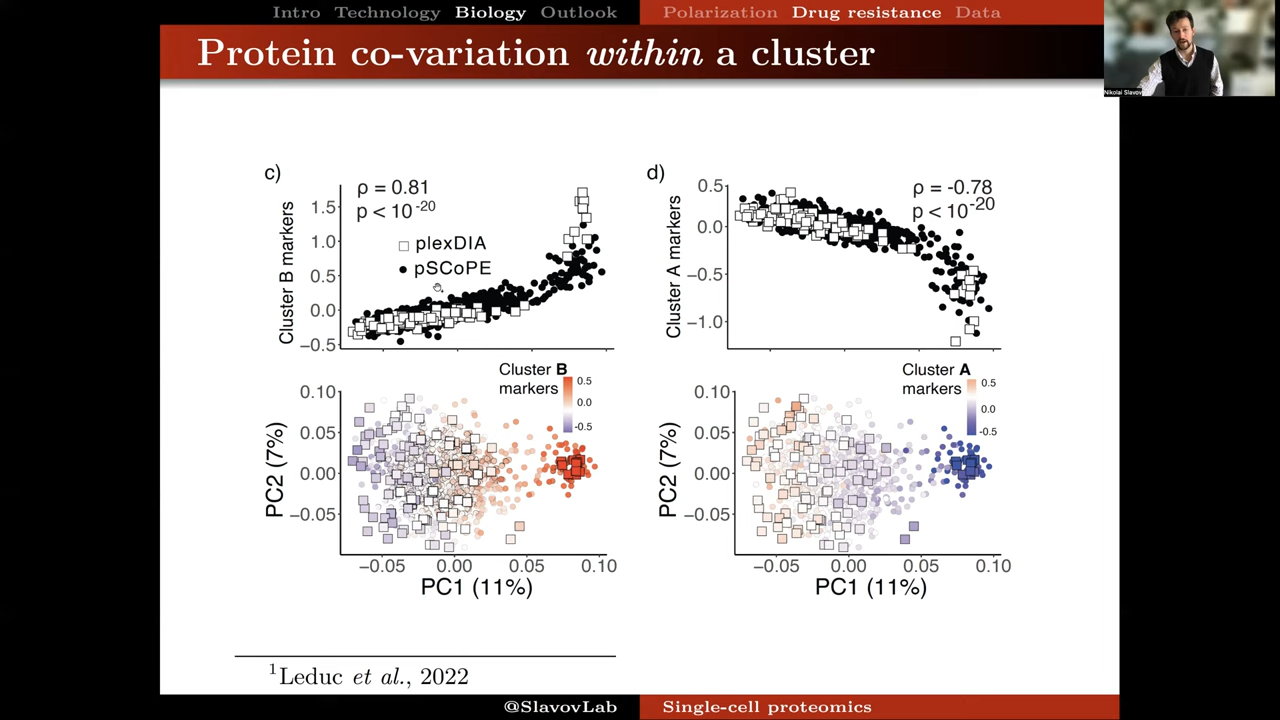 Intro Technology Biology Outlook Polarization Drug resistance Data
Protein co-variation within a cluster
Nikolai Slavov
c)
ρ = 0.81
p < 10⁻²⁰
plexDIA
pSCoPE
Cluster B markers
1.5
1.0
0.5
0.0
−0.5
d)
ρ = -0.78
p < 10⁻²⁰
Cluster A markers
0.5
0.0
−0.5
−1.0
Cluster B
markers
0.5
0.0
-0.5
PC2 (7%)
0.10
0.05
0.00
−0.05
−0.05 0.00 0.05 0.10
PC1 (11%)
Cluster A
markers
0.5
0.0
-0.5
PC2 (7%)
0.10
0.05
0.00
−0.05
−0.05 0.00 0.05 0.10
PC1 (11%)
¹Leduc et al., 2022
@SlavovLab Single-cell proteomics